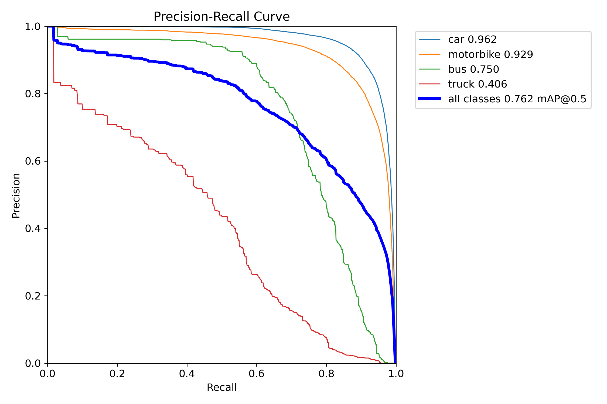 Precision-Recall Curve
car 0.962
motorbike 0.929
bus 0.750
truck 0.406
all classes 0.762 mAP@0.5
Precision
1.0
0.8
0.6
0.4
0.2
0.0
0.0 0.2 0.4 0.6 0.8 1.0
Recall